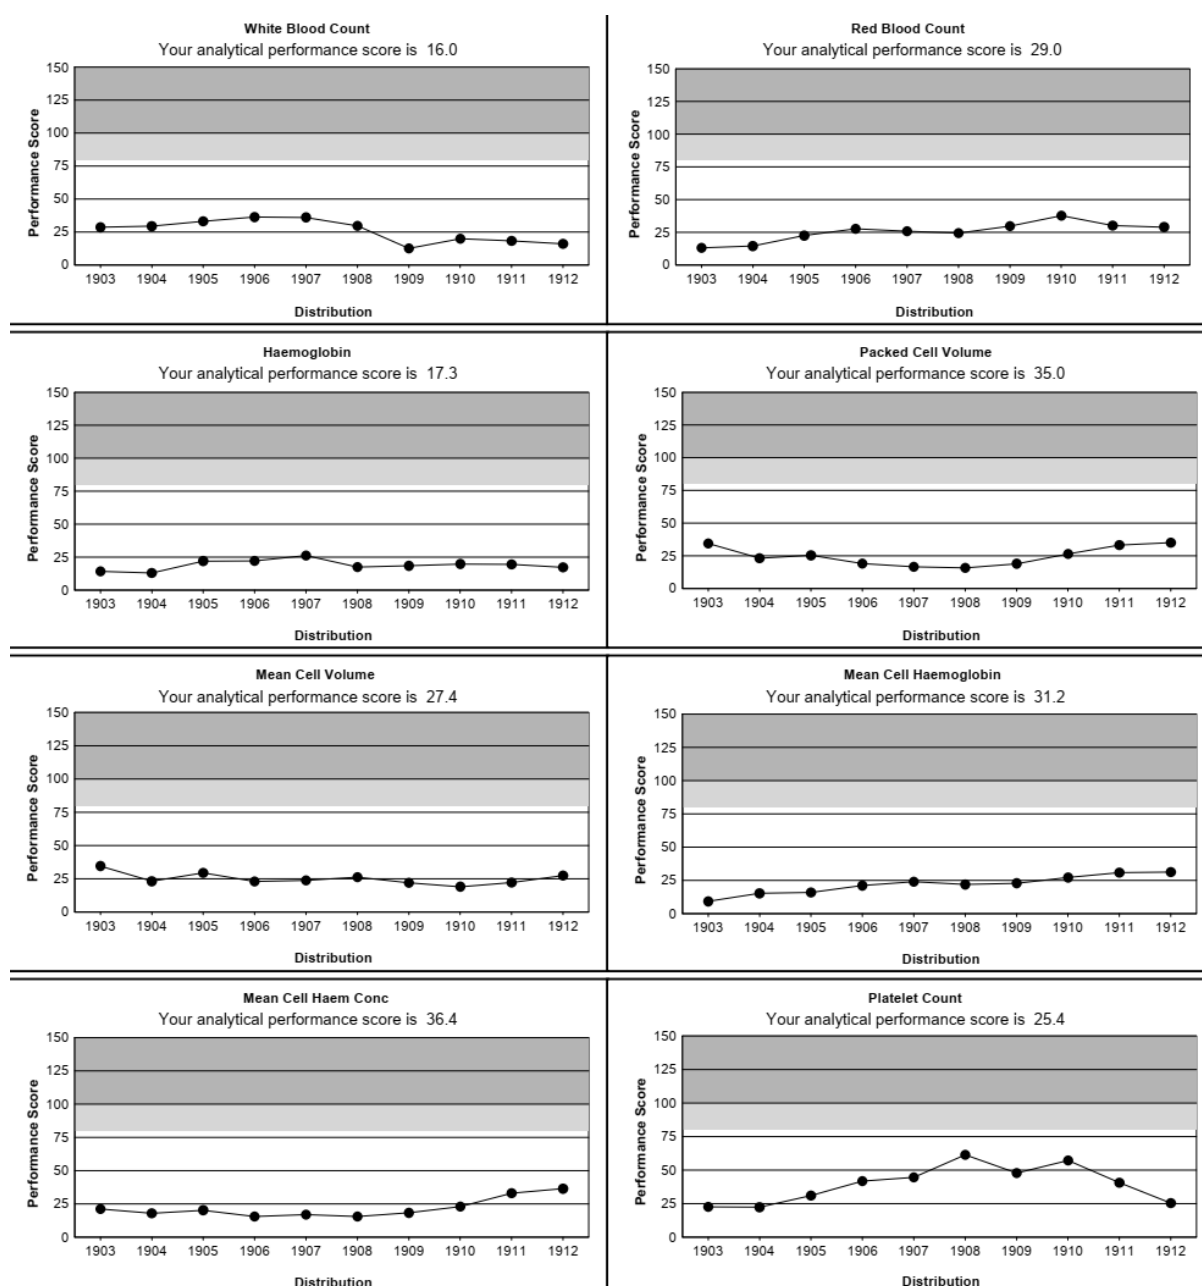 White Blood Count
Your analytical performance score is 16.0
150
125
100
75
50
25
0
Performance Score
1903 1904 1905 1906 1907 1908 1909 1910 1911 1912
Distribution
Red Blood Count
Your analytical performance score is 29.0
150
125
100
75
50
25
0
Performance Score
1903 1904 1905 1906 1907 1908 1909 1910 1911 1912
Distribution
Haemoglobin
Your analytical performance score is 17.3
150
125
100
75
50
25
0
Performance Score
1903 1904 1905 1906 1907 1908 1909 1910 1911 1912
Distribution
Packed Cell Volume
Your analytical performance score is 35.0
150
125
100
75
50
25
0
Performance Score
1903 1904 1905 1906 1907 1908 1909 1910 1911 1912
Distribution
Mean Cell Volume
Your analytical performance score is 27.4
150
125
100
75
50
25
0
Performance Score
1903 1904 1905 1906 1907 1908 1909 1910 1911 1912
Distribution
Mean Cell Haemoglobin
Your analytical performance score is 31.2
150
125
100
75
50
25
0
Performance Score
1903 1904 1905 1906 1907 1908 1909 1910 1911 1912
Distribution
Mean Cell Haem Conc
Your analytical performance score is 36.4
150
125
100
75
50
25
0
Performance Score
1903 1904 1905 1906 1907 1908 1909 1910 1911 1912
Distribution
Platelet Count
Your analytical performance score is 25.4
150
125
100
75
50
25
0
Performance Score
1903 1904 1905 1906 1907 1908 1909 1910 1911 1912
Distribution